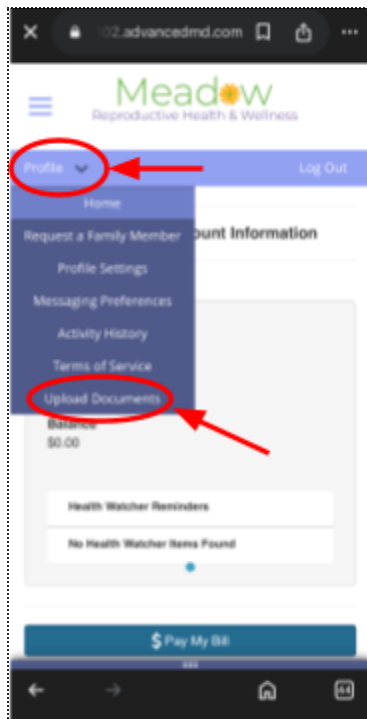 02.advancedmd.com
Meadow
Reproductive Health & Wellness
Profile
Log Out
Home
Request a Family Member
ount Information
Profile Settings
Messaging Preferences
Activity History
Terms of Service
Upload Documents
Balance
$0.00
Health Watcher Reminders
No Health Watcher Items Found
$ Pay My Bill
44